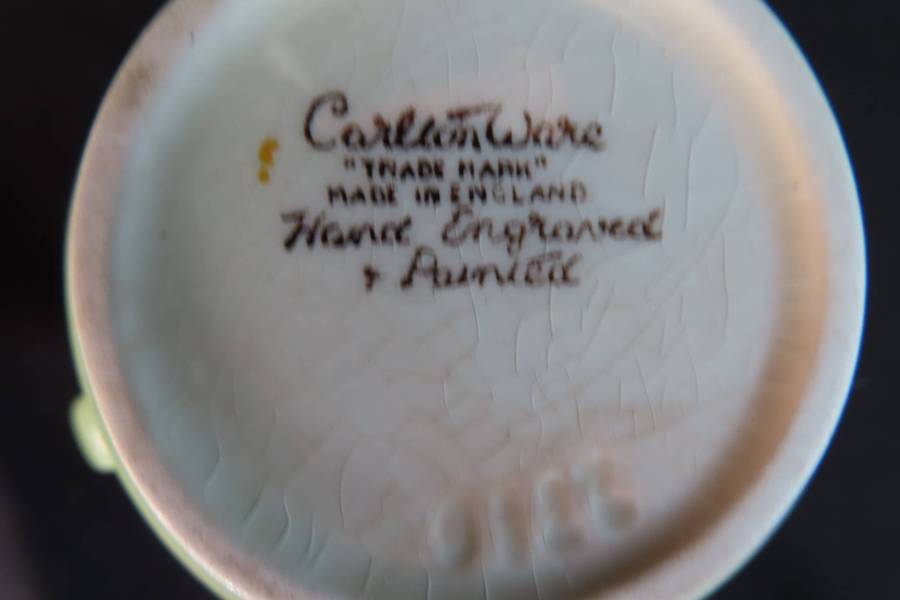 Carlton Ware
"TRADE MARK"
MADE IN ENGLAND
Hand Engraved
& Painted